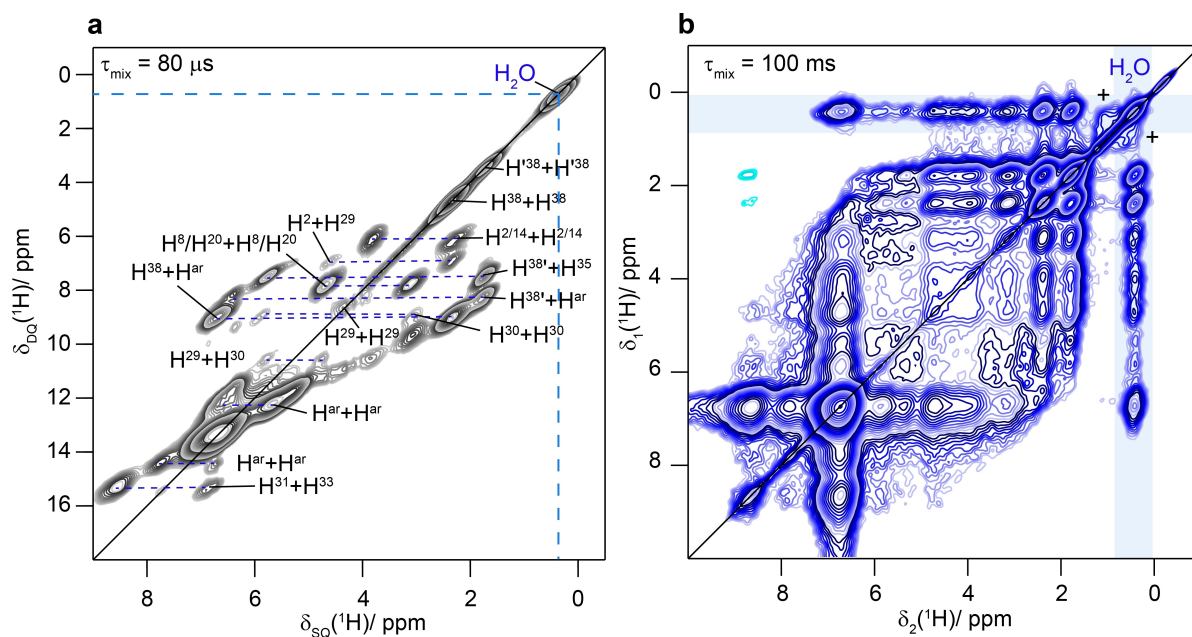 a
τmix = 80 μs
H2O
H'38+H'38
H38+H38
H2+H29
H2/14+H2/14
H8/H20+H8/H20
H38'+H35
H38+Har
H38'+Har
H29+H29
H30+H30
H29+H30
Har+Har
Har+Har
H31+H33
0
2
4
6
8
10
12
14
16
δDQ(1H)/ ppm
8
6
4
2
0
δSQ(1H)/ ppm
b
τmix = 100 ms
H2O
+
+
0
2
4
6
8
δ1(1H)/ ppm
8
6
4
2
0
δ2(1H)/ ppm